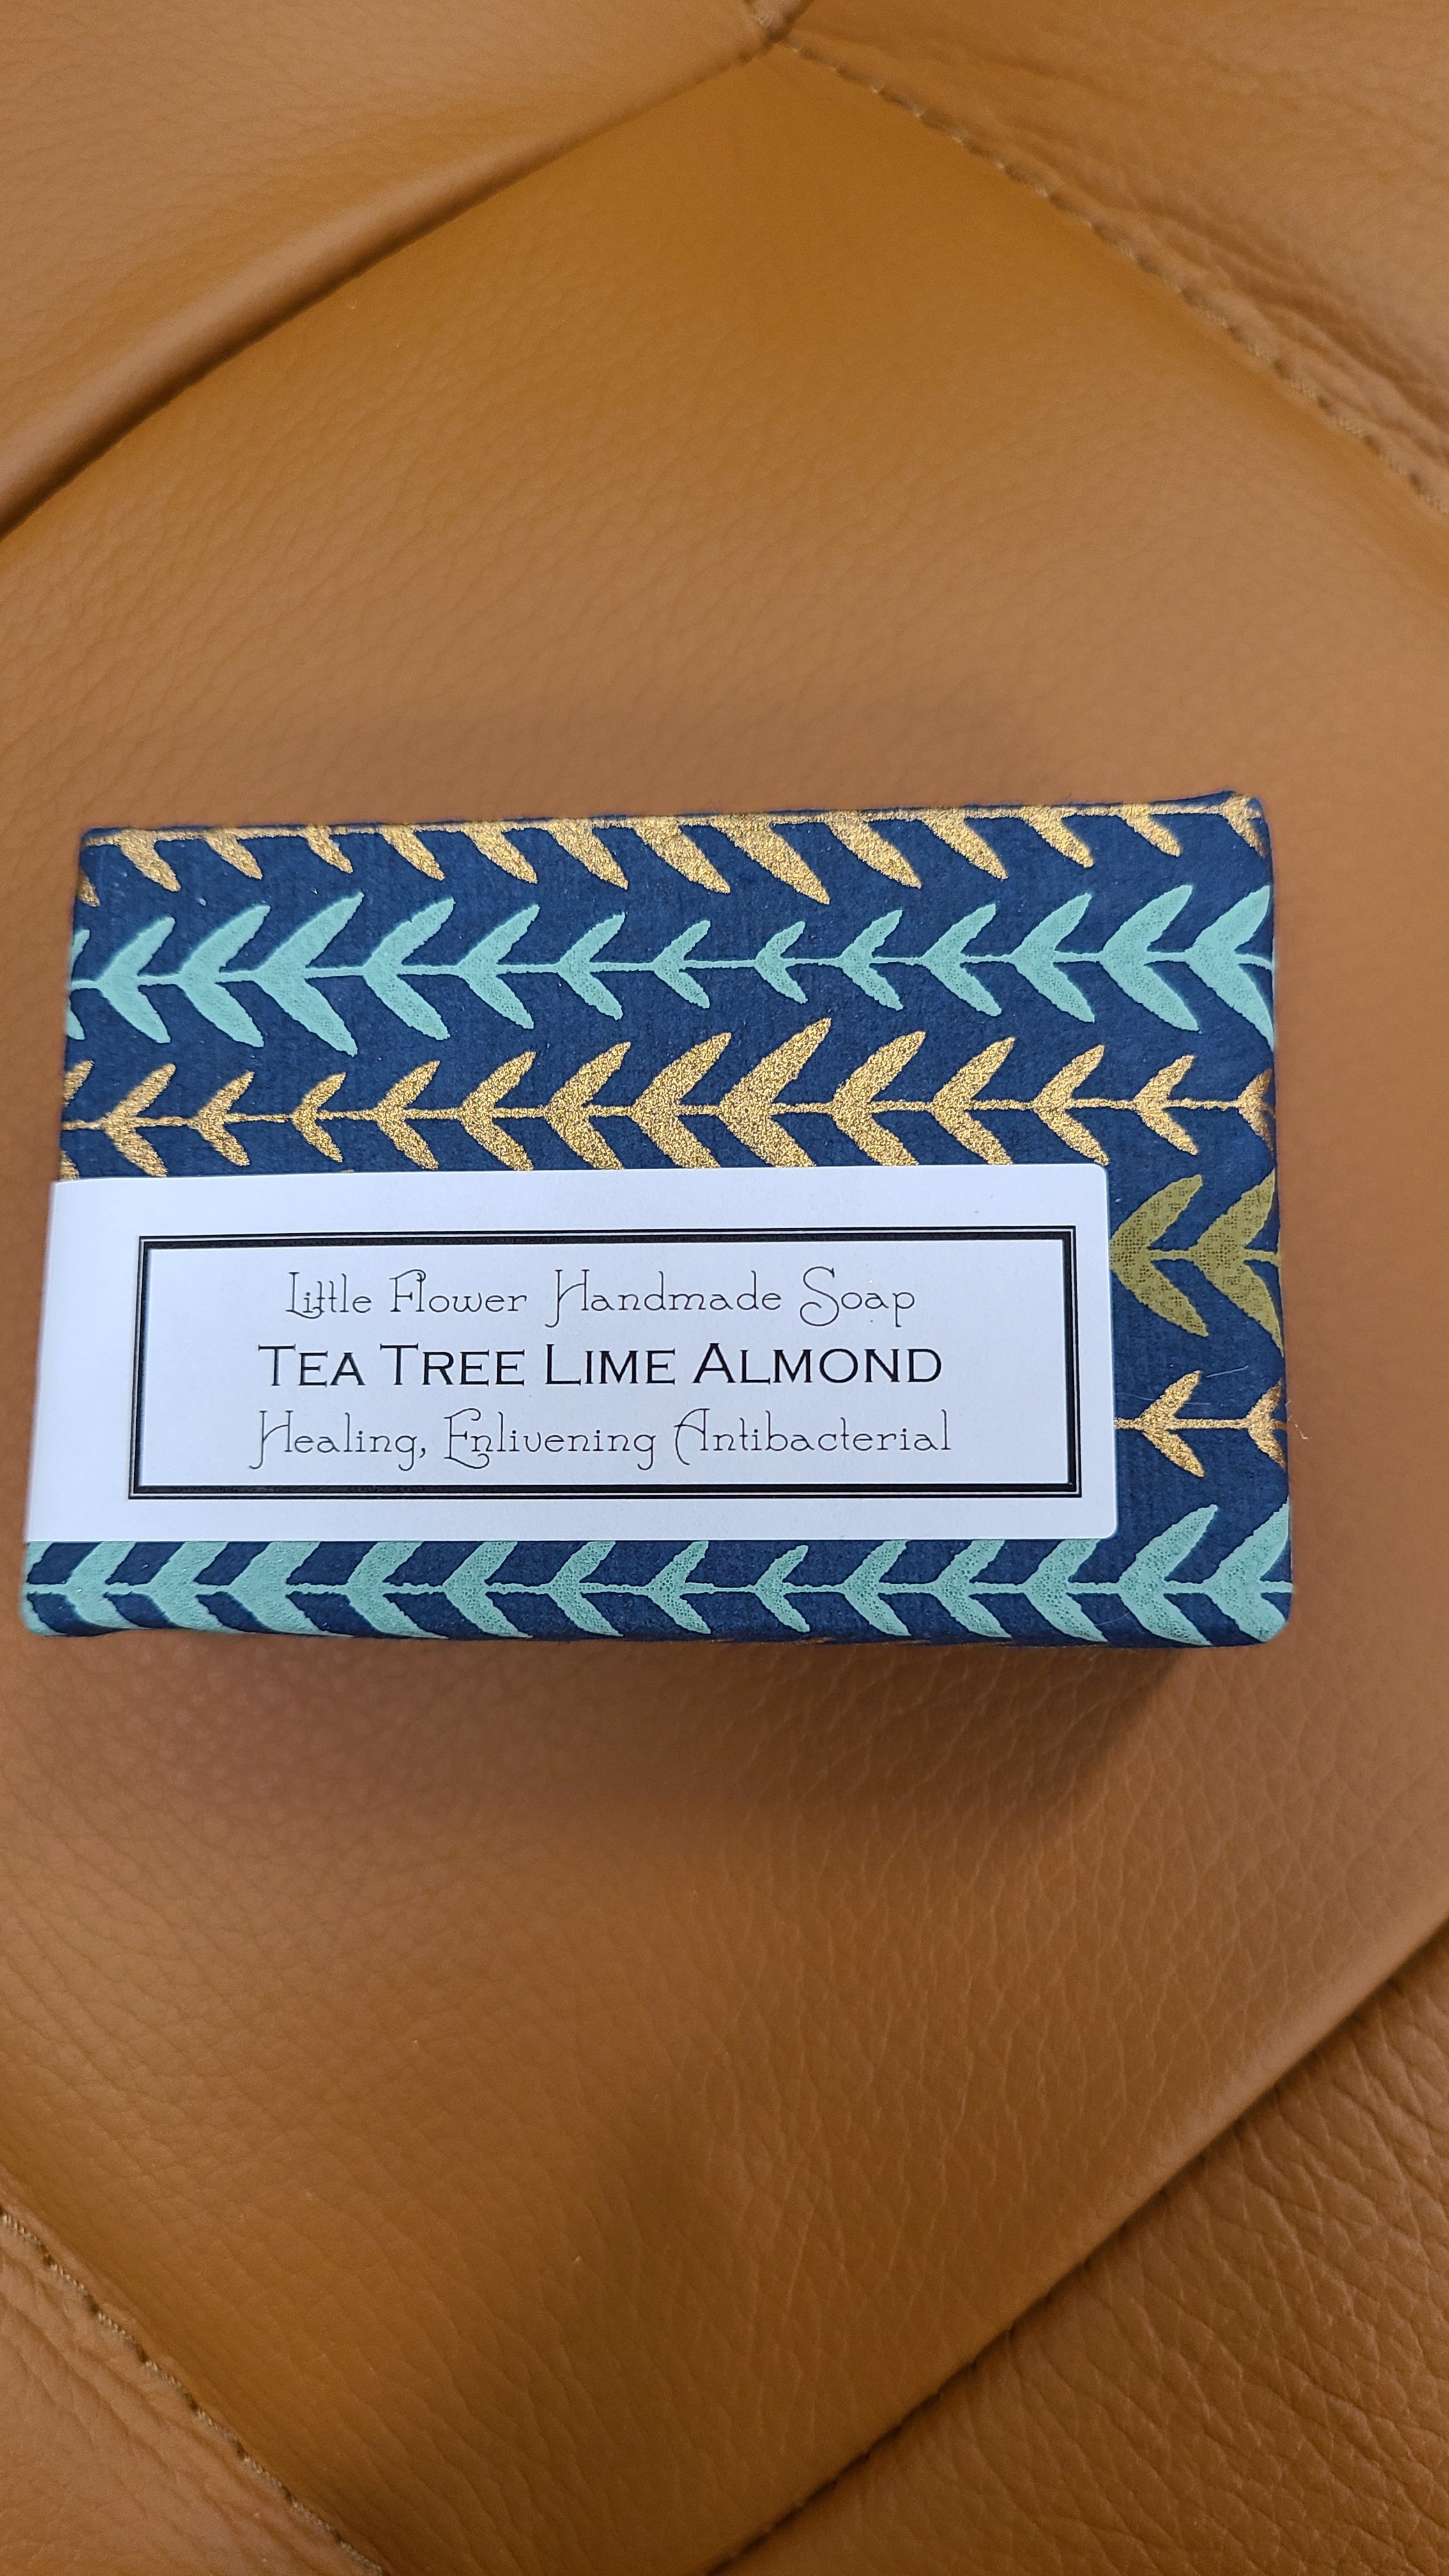 Little Flower Handmade Soap
TEA TREE LIME ALMOND
Healing, Enlivening Antibacterial